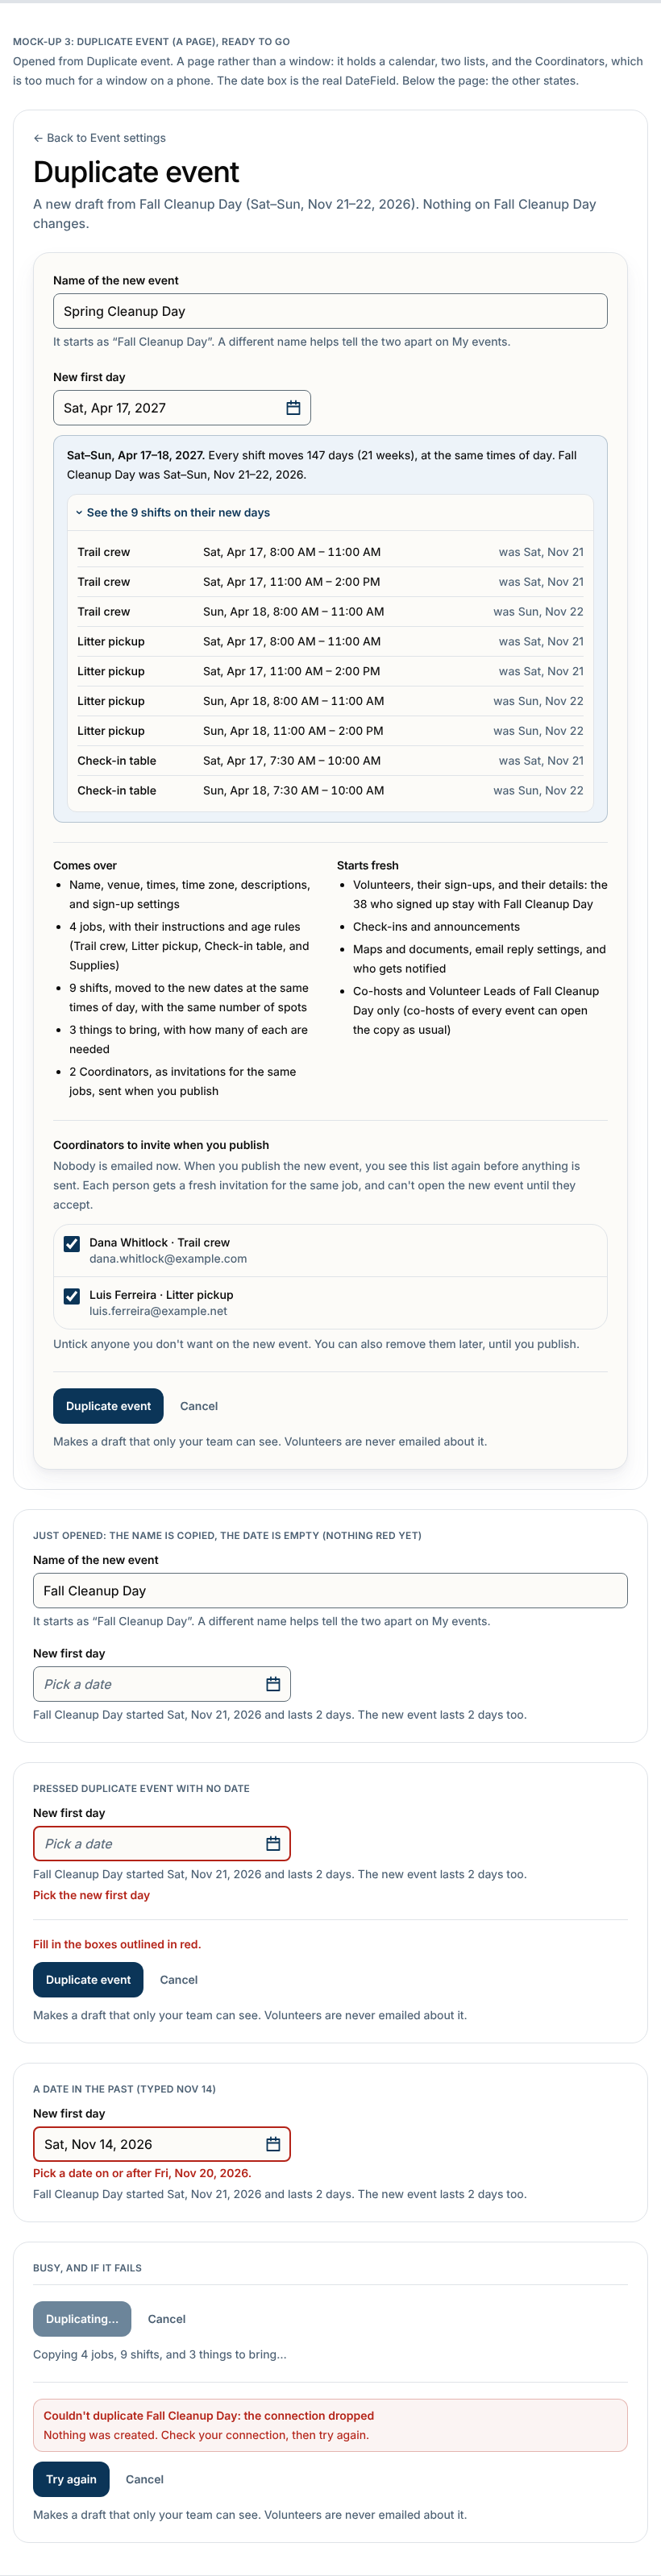 MOCK-UP 3: DUPLICATE EVENT (A PAGE), READY TO GO
Opened from Duplicate event. A page rather than a window: it holds a calendar, two lists, and the Coordinators, which
is too much for a window on a phone. The date box is the real DateField. Below the page: the other states.
← Back to Event settings
Duplicate event
A new draft from Fall Cleanup Day (Sat–Sun, Nov 21–22, 2026). Nothing on Fall Cleanup Day
changes.
Name of the new event
Spring Cleanup Day
It starts as “Fall Cleanup Day”. A different name helps tell the two apart on My events.
New first day
Sat, Apr 17, 2027
Sat–Sun, Apr 17–18, 2027. Every shift moves 147 days (21 weeks), at the same times of day. Fall
Cleanup Day was Sat–Sun, Nov 21–22, 2026.
See the 9 shifts on their new days
Trail crew Sat, Apr 17, 8:00 AM – 11:00 AM was Sat, Nov 21
Trail crew Sat, Apr 17, 11:00 AM – 2:00 PM was Sat, Nov 21
Trail crew Sun, Apr 18, 8:00 AM – 11:00 AM was Sun, Nov 22
Litter pickup Sat, Apr 17, 8:00 AM – 11:00 AM was Sat, Nov 21
Litter pickup Sat, Apr 17, 11:00 AM – 2:00 PM was Sat, Nov 21
Litter pickup Sun, Apr 18, 8:00 AM – 11:00 AM was Sun, Nov 22
Litter pickup Sun, Apr 18, 11:00 AM – 2:00 PM was Sun, Nov 22
Check-in table Sat, Apr 17, 7:30 AM – 10:00 AM was Sat, Nov 21
Check-in table Sun, Apr 18, 7:30 AM – 10:00 AM was Sun, Nov 22
Comes over
• Name, venue, times, time zone, descriptions,
and sign-up settings
• 4 jobs, with their instructions and age rules
(Trail crew, Litter pickup, Check-in table, and
Supplies)
• 9 shifts, moved to the new dates at the same
times of day, with the same number of spots
• 3 things to bring, with how many of each are
needed
• 2 Coordinators, as invitations for the same
jobs, sent when you publish
Starts fresh
• Volunteers, their sign-ups, and their details: the
38 who signed up stay with Fall Cleanup Day
• Check-ins and announcements
• Maps and documents, email reply settings, and
who gets notified
• Co-hosts and Volunteer Leads of Fall Cleanup
Day only (co-hosts of every event can open
the copy as usual)
Coordinators to invite when you publish
Nobody is emailed now. When you publish the new event, you see this list again before anything is
sent. Each person gets a fresh invitation for the same job, and can't open the new event until they
accept.
Dana Whitlock · Trail crew
dana.whitlock@example.com
Luis Ferreira · Litter pickup
luis.ferreira@example.net
Untick anyone you don't want on the new event. You can also remove them later, until you publish.
Duplicate event Cancel
Makes a draft that only your team can see. Volunteers are never emailed about it.
JUST OPENED: THE NAME IS COPIED, THE DATE IS EMPTY (NOTHING RED YET)
Name of the new event
Fall Cleanup Day
It starts as “Fall Cleanup Day”. A different name helps tell the two apart on My events.
New first day
Pick a date
Fall Cleanup Day started Sat, Nov 21, 2026 and lasts 2 days. The new event lasts 2 days too.
PRESSED DUPLICATE EVENT WITH NO DATE
New first day
Pick a date
Fall Cleanup Day started Sat, Nov 21, 2026 and lasts 2 days. The new event lasts 2 days too.
Pick the new first day
Fill in the boxes outlined in red.
Duplicate event Cancel
Makes a draft that only your team can see. Volunteers are never emailed about it.
A DATE IN THE PAST (TYPED NOV 14)
New first day
Sat, Nov 14, 2026
Pick a date on or after Fri, Nov 20, 2026.
Fall Cleanup Day started Sat, Nov 21, 2026 and lasts 2 days. The new event lasts 2 days too.
BUSY, AND IF IT FAILS
Duplicating… Cancel
Copying 4 jobs, 9 shifts, and 3 things to bring…
Couldn't duplicate Fall Cleanup Day: the connection dropped
Nothing was created. Check your connection, then try again.
Try again Cancel
Makes a draft that only your team can see. Volunteers are never emailed about it.